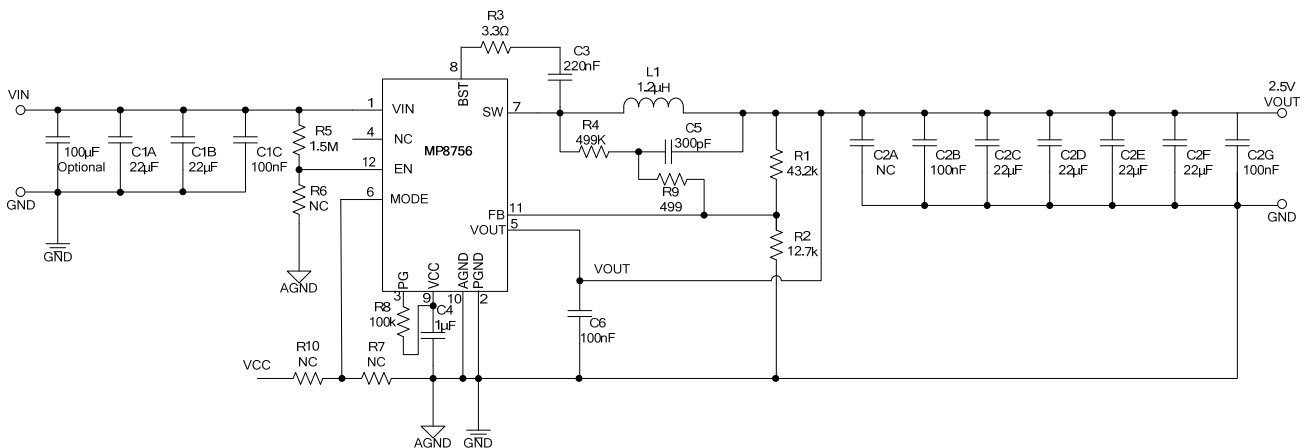 R3
3.3Ω
C3
220nF
8
BST
L1
1.2µH
2.5V
VOUT
VIN
1
VIN
SW
7
R5
1.5M
4
NC
MP8756
R4
499K
C5
300pF
100µF
Optional
C1A
22µF
C1B
22µF
C1C
100nF
12
EN
R1
43.2k
C2A
NC
C2B
100nF
C2C
22µF
C2D
22µF
C2E
22µF
C2F
22µF
C2G
100nF
R6
NC
6
MODE
R9
499
GND
FB
11
VOUT
5
GND
R2
12.7k
GND
AGND
PG
VCC
AGND
PGND
VOUT
3
9
10
2
R8
100k
C4
1µF
C6
100nF
R10
NC
R7
NC
VCC
AGND
GND